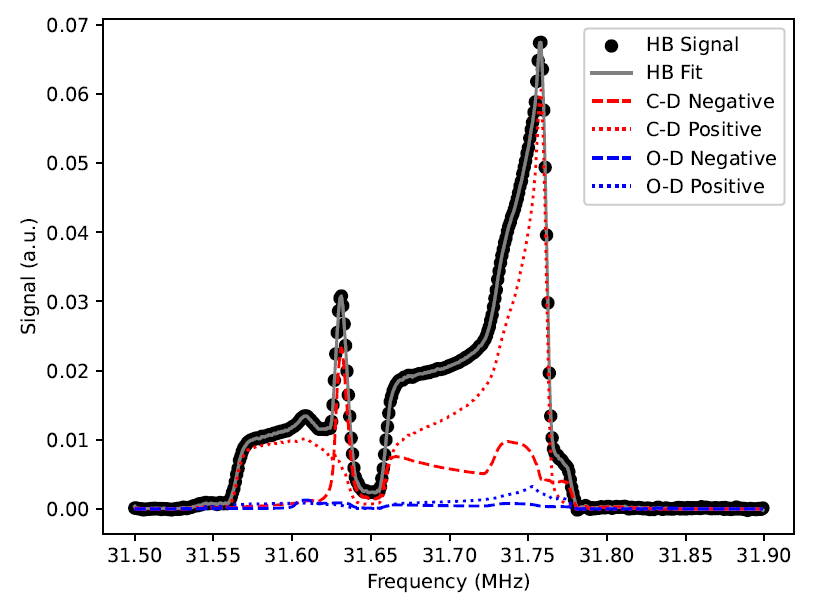 0.07
0.06
0.05
0.04
0.03
0.02
0.01
0.00
Signal (a.u.)
HB Signal
HB Fit
C-D Negative
C-D Positive
O-D Negative
O-D Positive
31.50 31.55 31.60 31.65 31.70 31.75 31.80 31.85 31.90
Frequency (MHz)